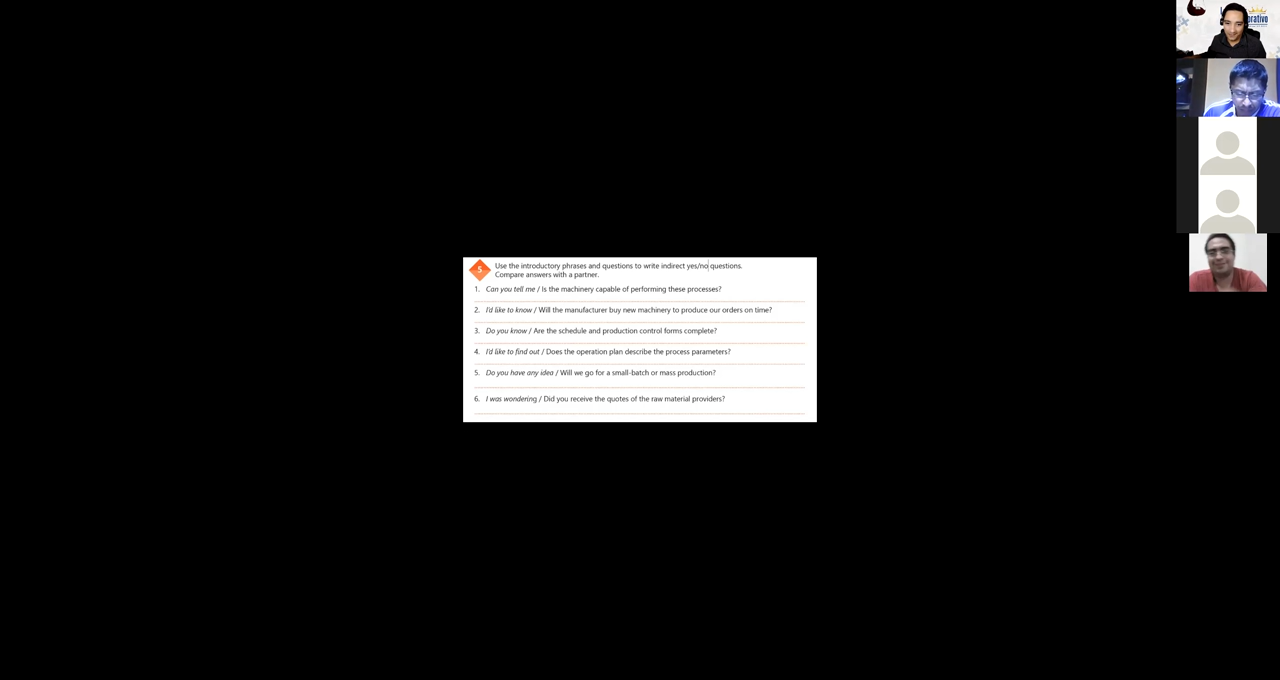 orativo
5
Use the introductory phrases and questions to write indirect yes/no questions.
Compare answers with a partner.
1. Can you tell me / Is the machinery capable of performing these processes?
2. I'd like to know / Will the manufacturer buy new machinery to produce our orders on time?
3. Do you know / Are the schedule and production control forms complete?
4. I'd like to find out / Does the operation plan describe the process parameters?
5. Do you have any idea / Will we go for a small-batch or mass production?
6. I was wondering / Did you receive the quotes of the raw material providers?